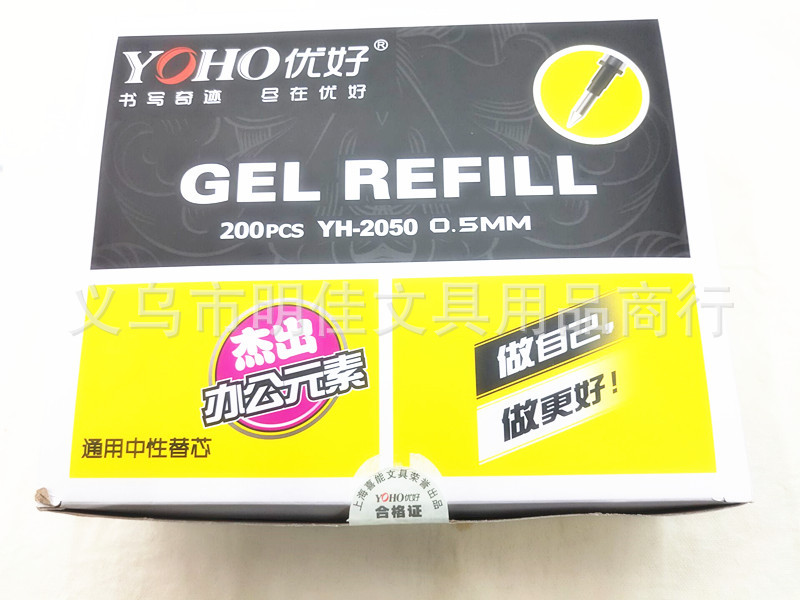 YOHO优好®
书写奇迹 尽在优好
GEL REFILL
200PCS YH-2050 0.5MM
义乌市明佳文具用品商行
杰出
办公元素
通用中性替芯
做自己,
做更好!
上海喜能文具荣誉出品
YOHO优好
合格证